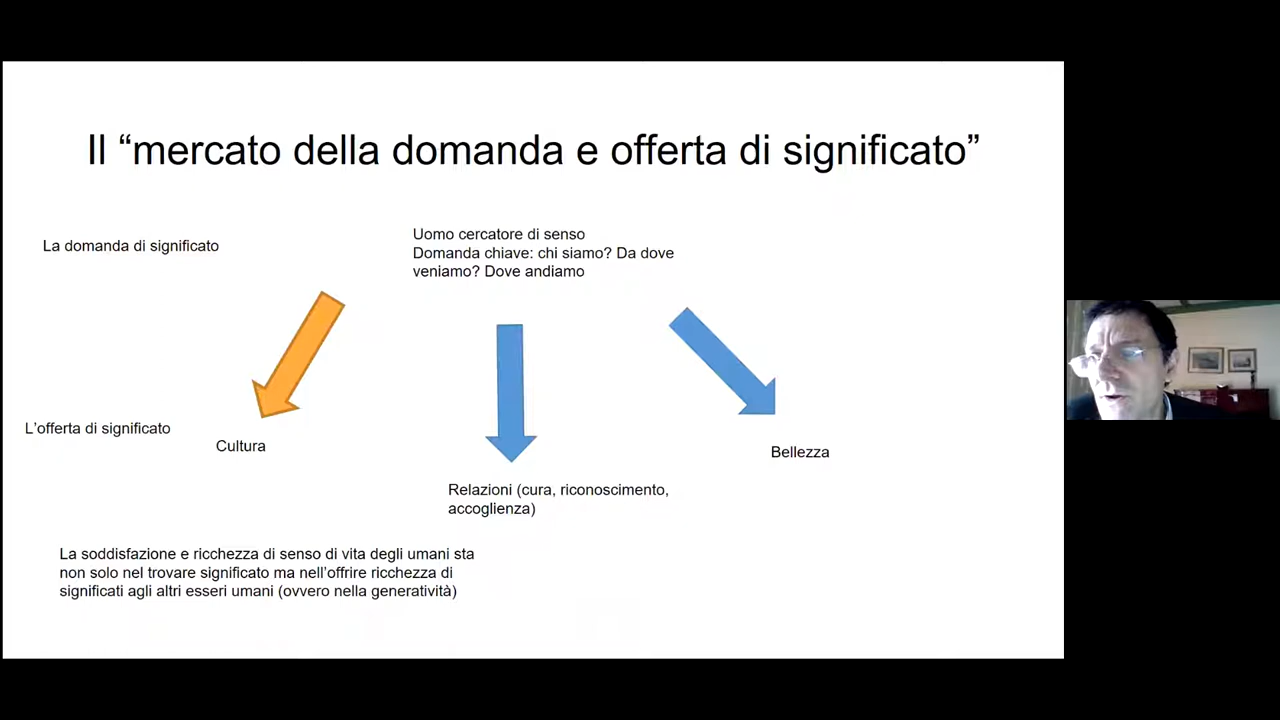 Il “mercato della domanda e offerta di significato”
La domanda di significato
Uomo cercatore di senso
Domanda chiave: chi siamo? Da dove
veniamo? Dove andiamo
L’offerta di significato
Cultura
Bellezza
Relazioni (cura, riconoscimento,
accoglienza)
La soddisfazione e ricchezza di senso di vita degli umani sta
non solo nel trovare significato ma nell’offrire ricchezza di
significati agli altri esseri umani (ovvero nella generatività)